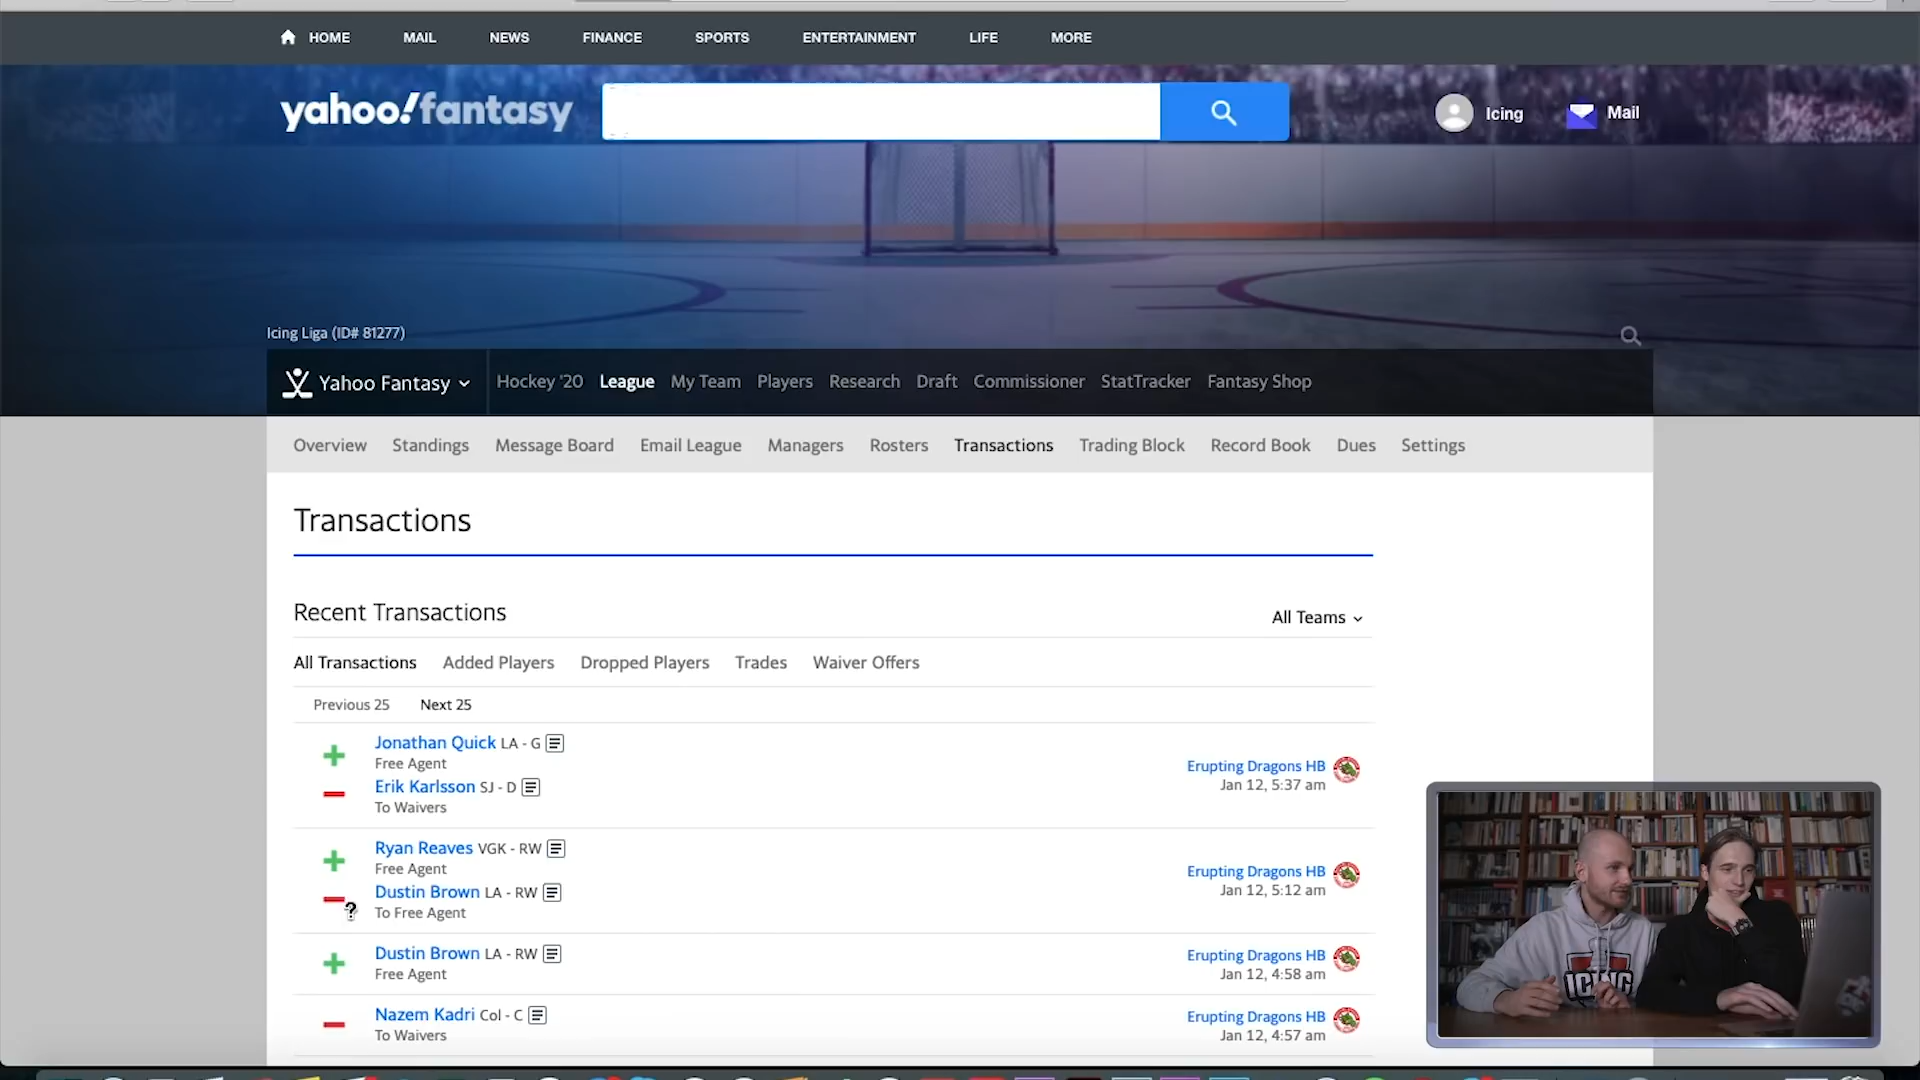 HOME MAIL NEWS FINANCE SPORTS ENTERTAINMENT LIFE MORE
yahoo!fantasy
Icing Mail
Icing Liga (ID# 81277)
Yahoo Fantasy Hockey '20 League My Team Players Research Draft Commissioner StatTracker Fantasy Shop
Overview Standings Message Board Email League Managers Rosters Transactions Trading Block Record Book Dues Settings
Transactions
Recent Transactions
All Teams
All Transactions Added Players Dropped Players Trades Waiver Offers
Previous 25 Next 25
Jonathan Quick LA - G
Free Agent
Erik Karlsson SJ - D
To Waivers
Erupting Dragons HB
Jan 12, 5:37 am
Ryan Reaves VGK - RW
Free Agent
Dustin Brown LA - RW
To Free Agent
Erupting Dragons HB
Jan 12, 5:12 am
Dustin Brown LA - RW
Free Agent
Erupting Dragons HB
Jan 12, 4:58 am
Nazem Kadri Col - C
To Waivers
Erupting Dragons HB
Jan 12, 4:57 am
ICING